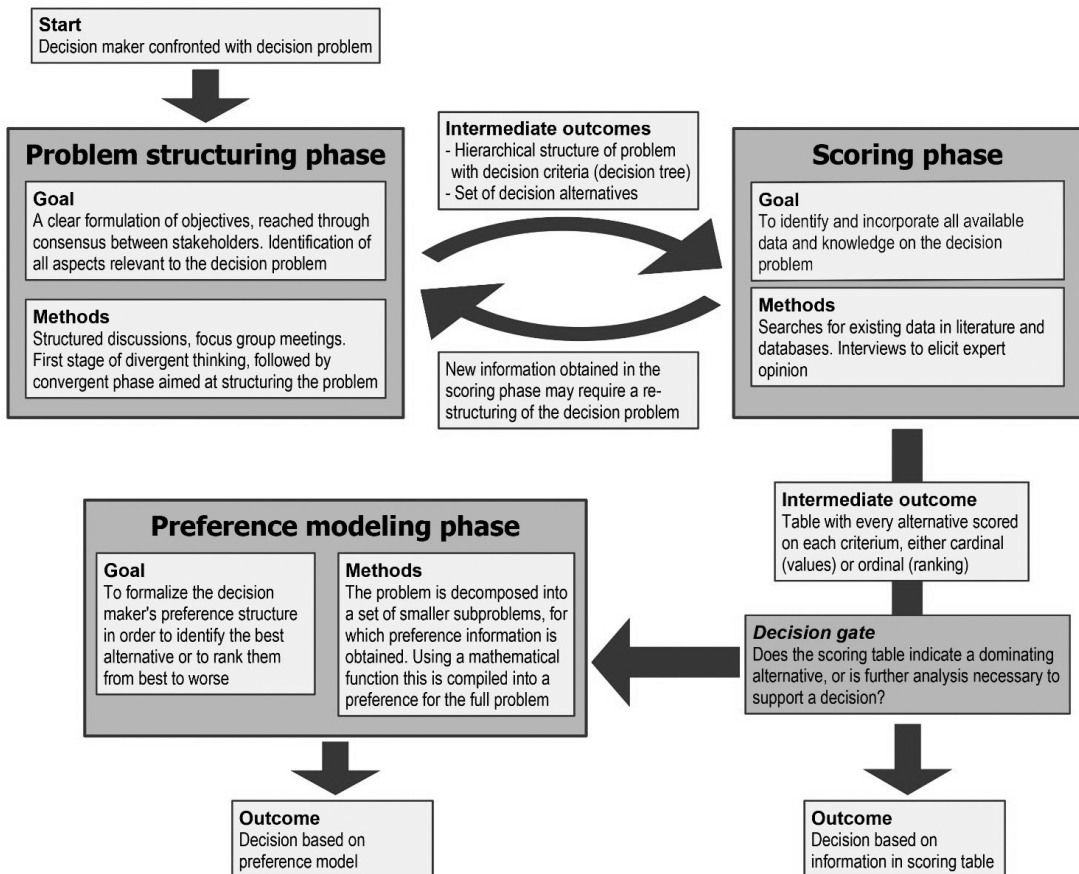 Start
Decision maker confronted with decision problem
Problem structuring phase
Goal
A clear formulation of objectives, reached through
consensus between stakeholders. Identification of
all aspects relevant to the decision problem
Methods
Structured discussions, focus group meetings.
First stage of divergent thinking, followed by
convergent phase aimed at structuring the problem
Intermediate outcomes
- Hierarchical structure of problem
with decision criteria (decision tree)
- Set of decision alternatives
New information obtained in the
scoring phase may require a re-
structuring of the decision problem
Scoring phase
Goal
To identify and incorporate all available
data and knowledge on the decision
problem
Methods
Searches for existing data in literature and
databases. Interviews to elicit expert
opinion
Intermediate outcome
Table with every alternative scored
on each criterium, either cardinal
(values) or ordinal (ranking)
Decision gate
Does the scoring table indicate a dominating
alternative, or is further analysis necessary to
support a decision?
Preference modeling phase
Goal
To formalize the decision
maker's preference structure
in order to identify the best
alternative or to rank them
from best to worse
Methods
The problem is decomposed into
a set of smaller subproblems, for
which preference information is
obtained. Using a mathematical
function this is compiled into a
preference for the full problem
Outcome
Decision based on
preference model
Outcome
Decision based on
information in scoring table